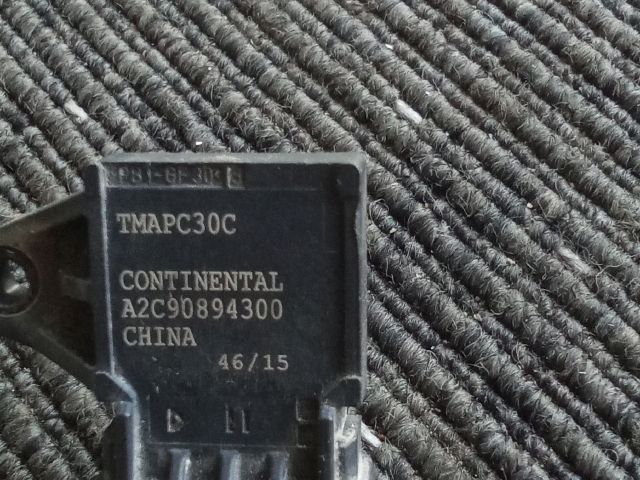 TMAPC30C
CONTINENTAL
A2C90894300
CHINA
46/15